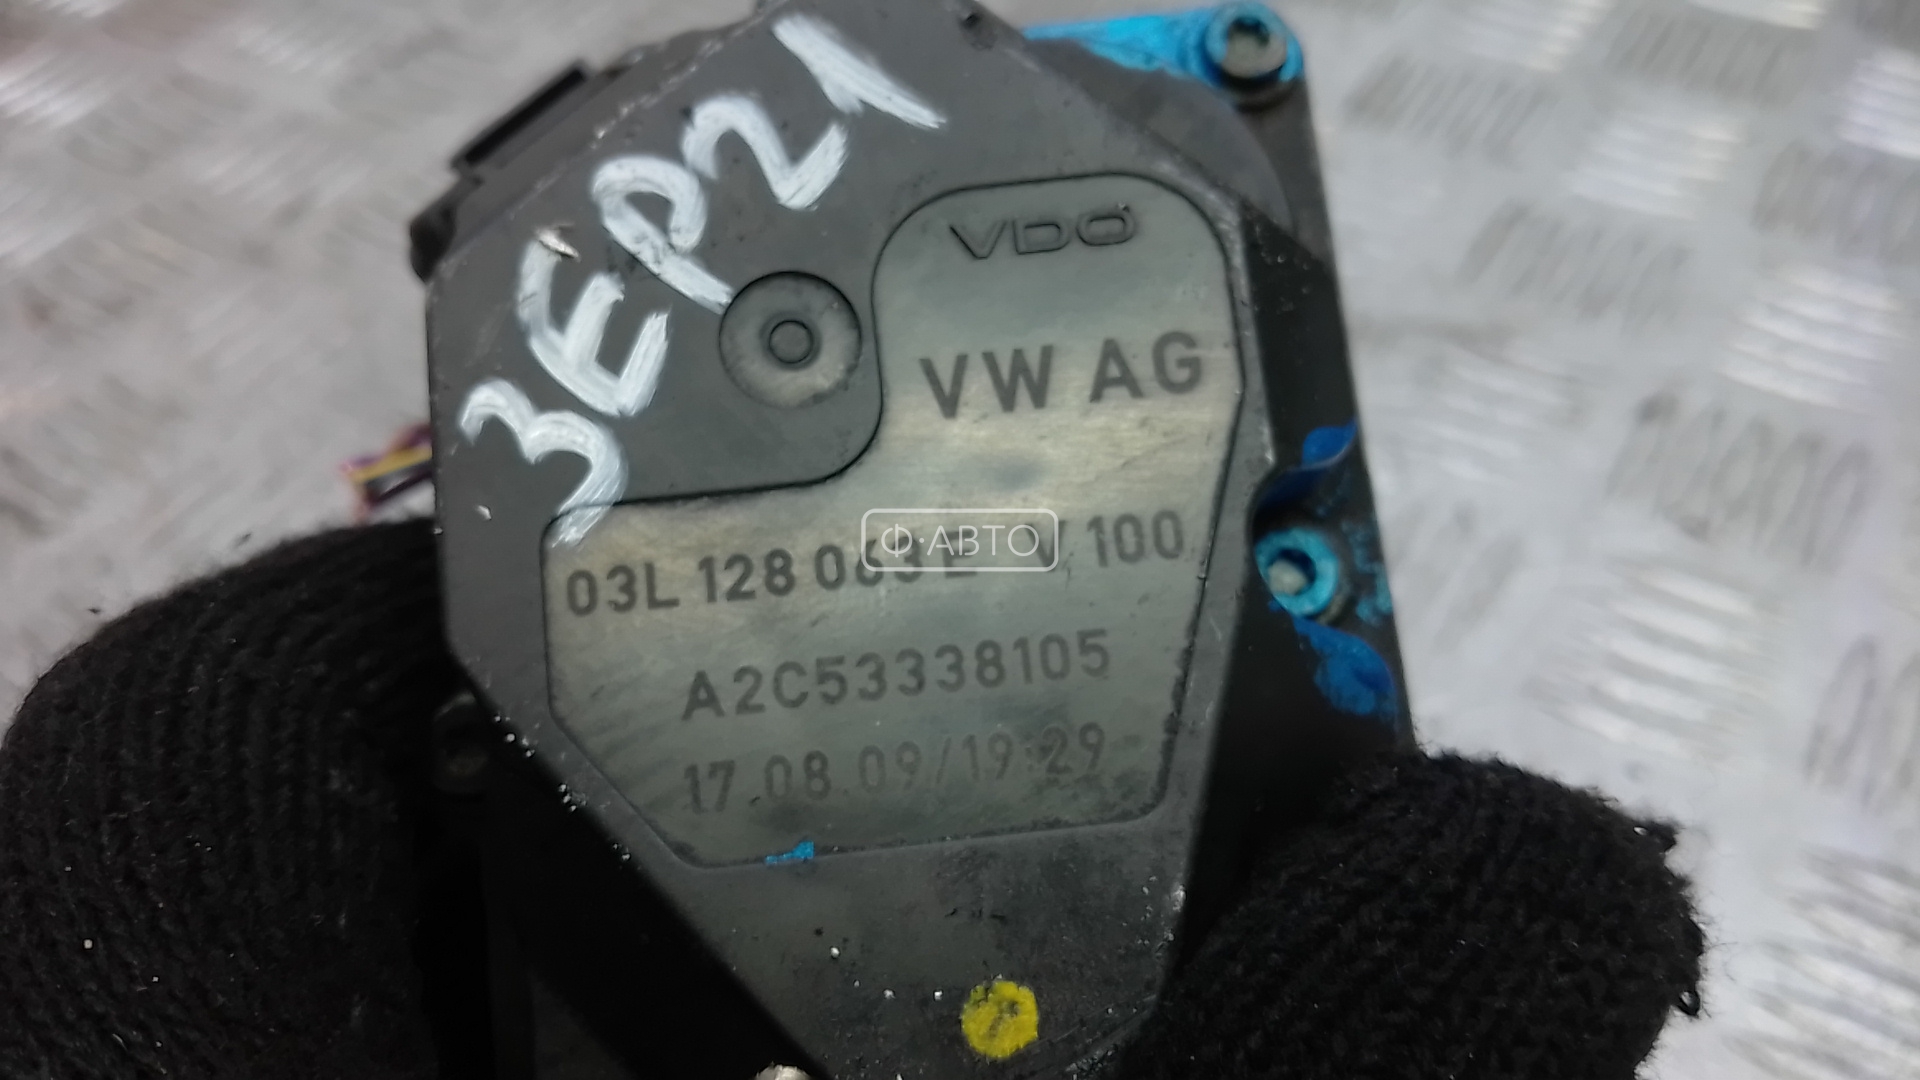 3EP21
VDO
VW AG
03L 128 063 E V 100
A2C53338105
17.08.09/19:29
Ф·АВТО